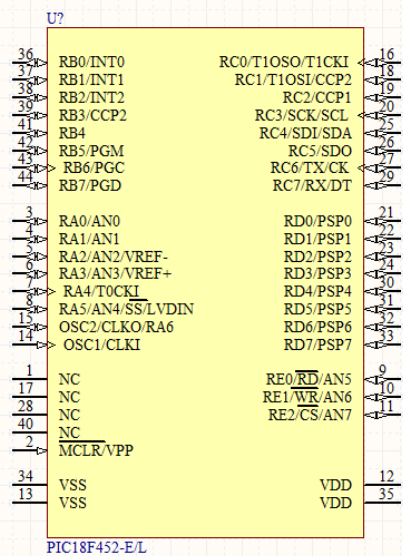 U?
36 RB0/INT0 RC0/T1OSO/T1CKI 16
37 RB1/INT1 RC1/T1OSI/CCP2 18
38 RB2/INT2 RC2/CCP1 19
39 RB3/CCP2 RC3/SCK/SCL 20
41 RB4 RC4/SDI/SDA 25
42 RB5/PGM RC5/SDO 26
43 RB6/PGC RC6/TX/CK 27
44 RB7/PGD RC7/RX/DT 29
3 RA0/AN0 RD0/PSP0 21
4 RA1/AN1 RD1/PSP1 22
5 RA2/AN2/VREF- RD2/PSP2 23
6 RA3/AN3/VREF+ RD3/PSP3 24
7 RA4/T0CKI RD4/PSP4 30
8 RA5/AN4/SS/LVDIN RD5/PSP5 31
15 OSC2/CLKO/RA6 RD6/PSP6 32
14 OSC1/CLKI RD7/PSP7 33
1 NC RE0/RD/AN5 9
17 NC RE1/WR/AN6 10
28 NC RE2/CS/AN7 11
40 NC
2 MCLR/VPP
34 VSS VDD 12
13 VSS VDD 35
PIC18F452-E/L